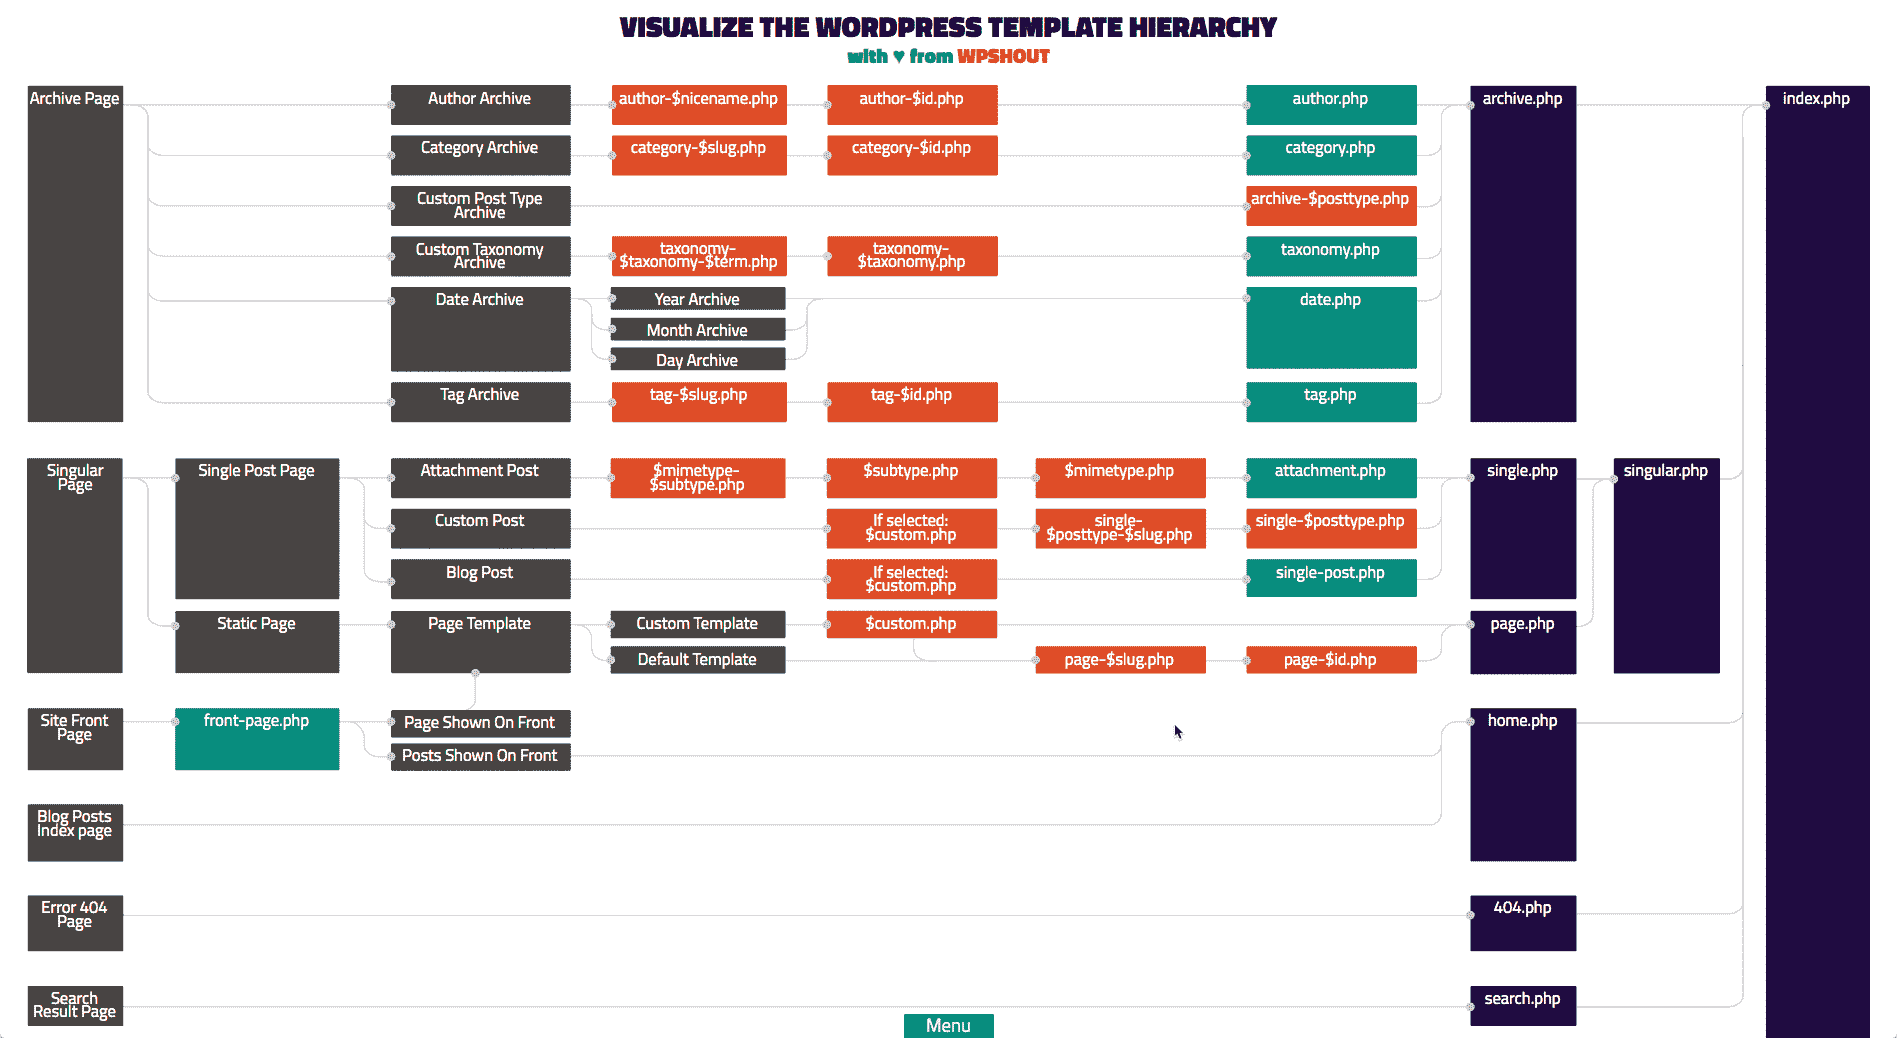 VISUALIZE THE WORDPRESS TEMPLATE HIERARCHY
with ♥ from WPSHOUT
Archive Page
Author Archive
author-$nicename.php
author-$id.php
author.php
archive.php
index.php
Category Archive
category-$slug.php
category-$id.php
category.php
Custom Post Type
Archive
archive-$posttype.php
Custom Taxonomy
Archive
taxonomy-
$taxonomy-$term.php
taxonomy-
$taxonomy.php
taxonomy.php
Date Archive
Year Archive
Month Archive
Day Archive
date.php
Tag Archive
tag-$slug.php
tag-$id.php
tag.php
Singular
Page
Single Post Page
Attachment Post
$mimetype-
$subtype.php
$subtype.php
$mimetype.php
attachment.php
single.php
singular.php
Custom Post
If selected:
$custom.php
single-
$posttype-$slug.php
single-$posttype.php
Blog Post
If selected:
$custom.php
single-post.php
Static Page
Page Template
Custom Template
$custom.php
page.php
Default Template
page-$slug.php
page-$id.php
Site Front
Page
front-page.php
Page Shown On Front
Posts Shown On Front
home.php
Blog Posts
Index page
Error 404
Page
404.php
Search
Result Page
search.php
Menu